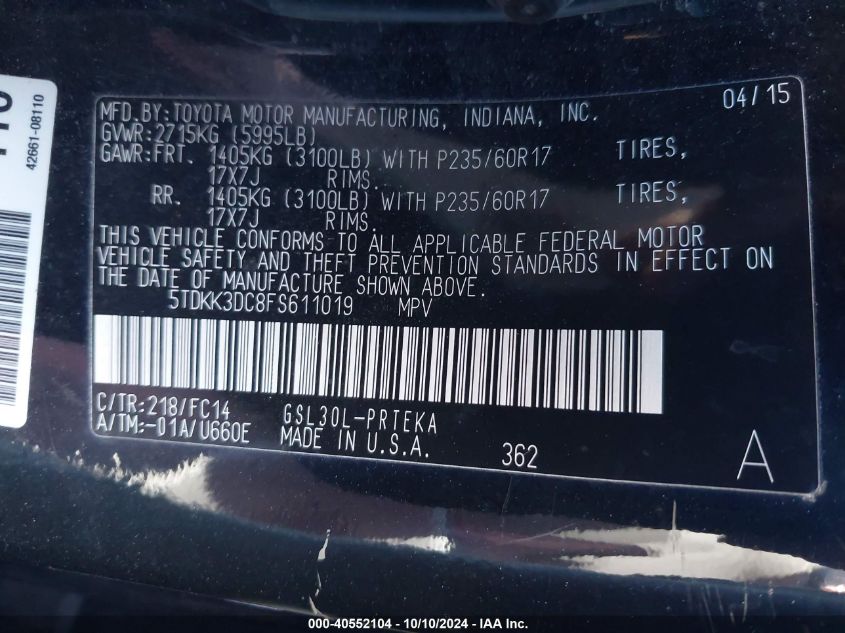 42661-08110
MFD.BY:TOYOTA MOTOR MANUFACTURING, INDIANA, INC. 04/15
GVWR:2715KG (5995LB)
GAWR:FRT. 1405KG (3100LB) WITH P235/60R17 TIRES,
17X7J RIMS.
RR. 1405KG (3100LB) WITH P235/60R17 TIRES,
17X7J RIMS.
THIS VEHICLE CONFORMS TO ALL APPLICABLE FEDERAL MOTOR
VEHICLE SAFETY AND THEFT PREVENTION STANDARDS IN EFFECT ON
THE DATE OF MANUFACTURE SHOWN ABOVE.
5TDKK3DC8FS611019 MPV
C/TR:218/FC14 GSL30L-PRTEKA
A/TM:-01A/U660E MADE IN U.S.A. 362 A
000-40552104 - 10/10/2024 - IAA Inc.